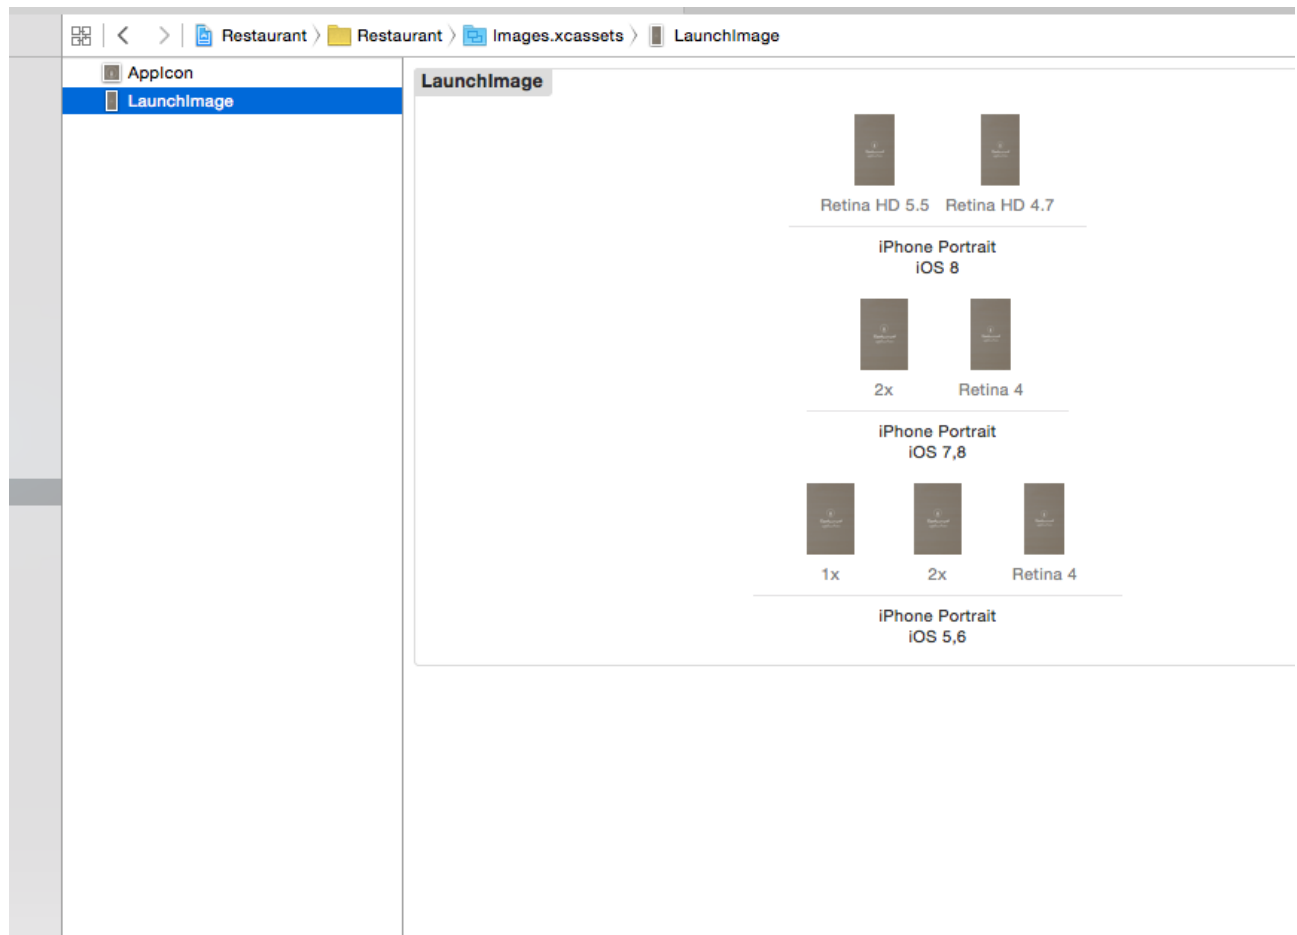 Restaurant Restaurant Images.xcassets LaunchImage
AppIcon
LaunchImage
LaunchImage
Retina HD 5.5 Retina HD 4.7
iPhone Portrait
iOS 8
2x Retina 4
iPhone Portrait
iOS 7,8
1x 2x Retina 4
iPhone Portrait
iOS 5,6